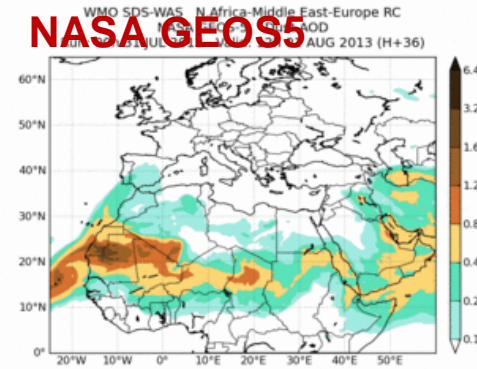 WMO SDS-WAS N Africa-Middle East-Europe RC
NASA GEOS5
AUG 2013 (H+36)
60°N
50°N
40°N
30°N
20°N
10°N
0°
20°W 10°W 0° 10°E 20°E 30°E 40°E 50°E
6.4
3.2
1.6
1.2
0.8
0.4
0.2
0.1